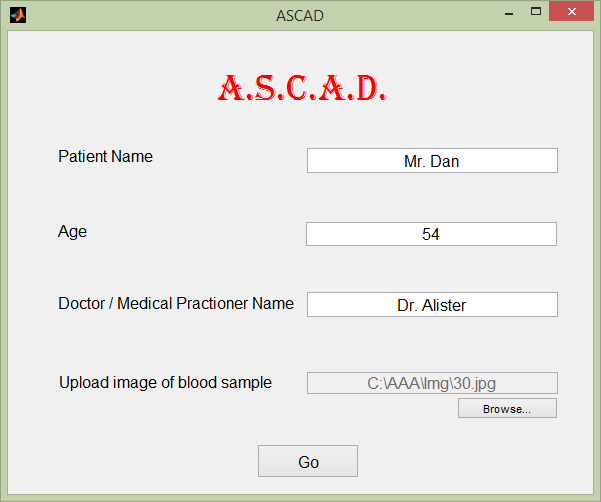 ASCAD
A.S.C.A.D.
Patient Name
Mr. Dan
Age
54
Doctor / Medical Practioner Name
Dr. Alister
Upload image of blood sample
C:\AAA\Img\30.jpg
Browse...
Go